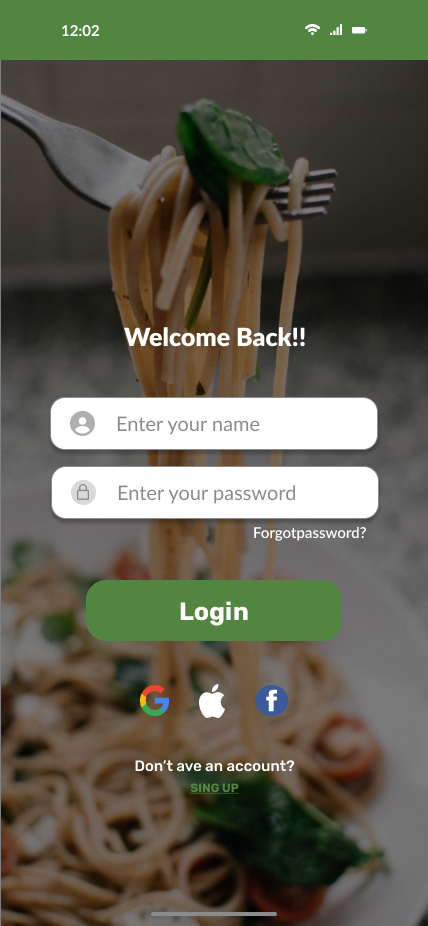 12:02
Welcome Back!!
Enter your name
Enter your password
Forgotpassword?
Login
Don't ave an account?
SING UP